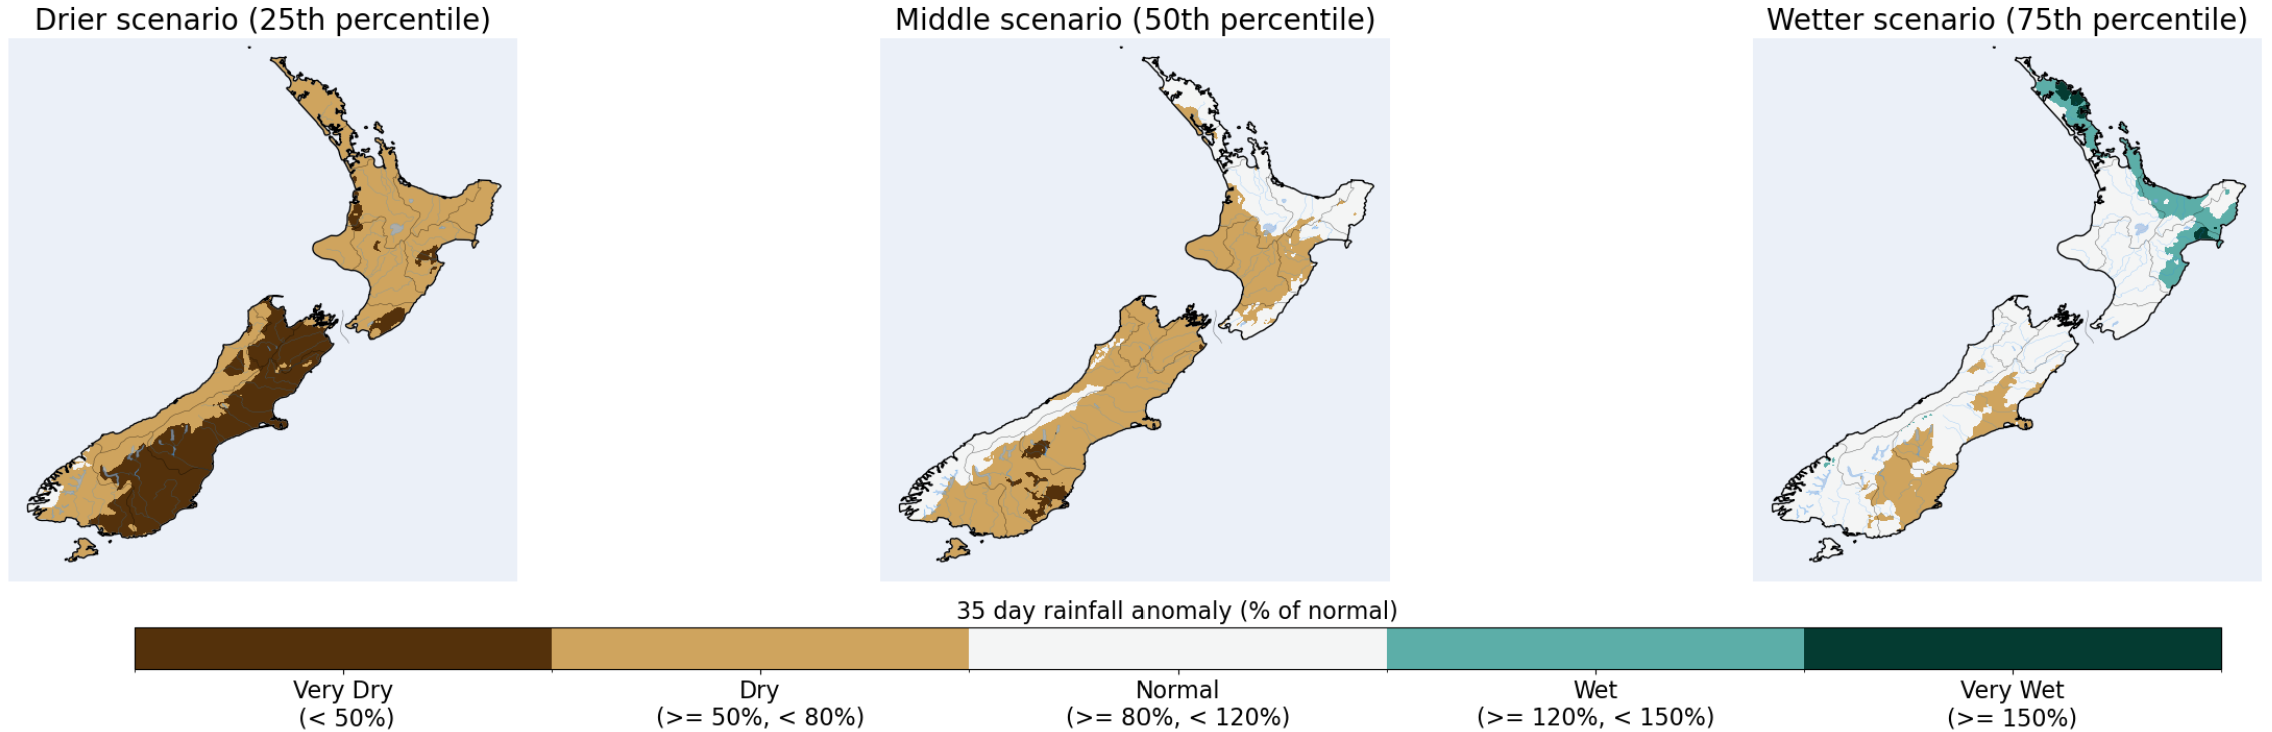 Drier scenario (25th percentile)
Middle scenario (50th percentile)
Wetter scenario (75th percentile)
35 day rainfall anomaly (% of normal)
Very Dry
(< 50%)
Dry
(>= 50%, < 80%)
Normal
(>= 80%, < 120%)
Wet
(>= 120%, < 150%)
Very Wet
(>= 150%)